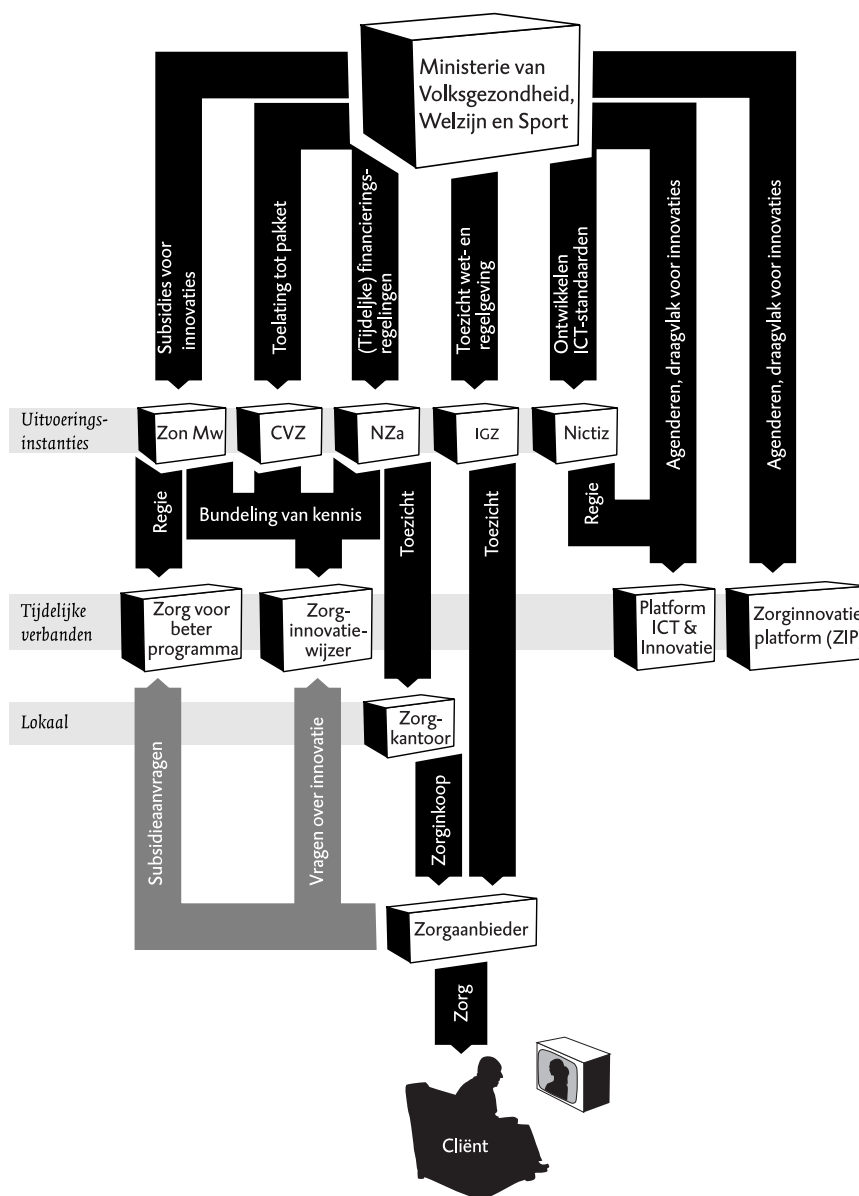 Ministerie van
Volksgezondheid,
Welzijn en Sport
Subsidies voor
innovaties
Toelating tot pakket
(Tijdelijke) financierings-
regelingen
Toezicht wet- en
regelgeving
Ontwikkelen
ICT-standaarden
Agenderen, draagvlak voor innovaties
Agenderen, draagvlak voor innovaties
Uitvoerings-
instanties
Zon Mw
CVZ
NZa
IGZ
Nictiz
Regie
Bundeling van kennis
Toezicht
Toezicht
Regie
Tijdelijke
verbanden
Zorg voor
beter
programma
Zorg-
innovatie-
wijzer
Platform
ICT &
Innovatie
Zorginnovatie
platform (ZIP
Lokaal
Zorg-
kantoor
Subsidieaanvragen
Vragen over innovatie
Zorginkoop
Zorgaanbieder
Zorg
Cliënt